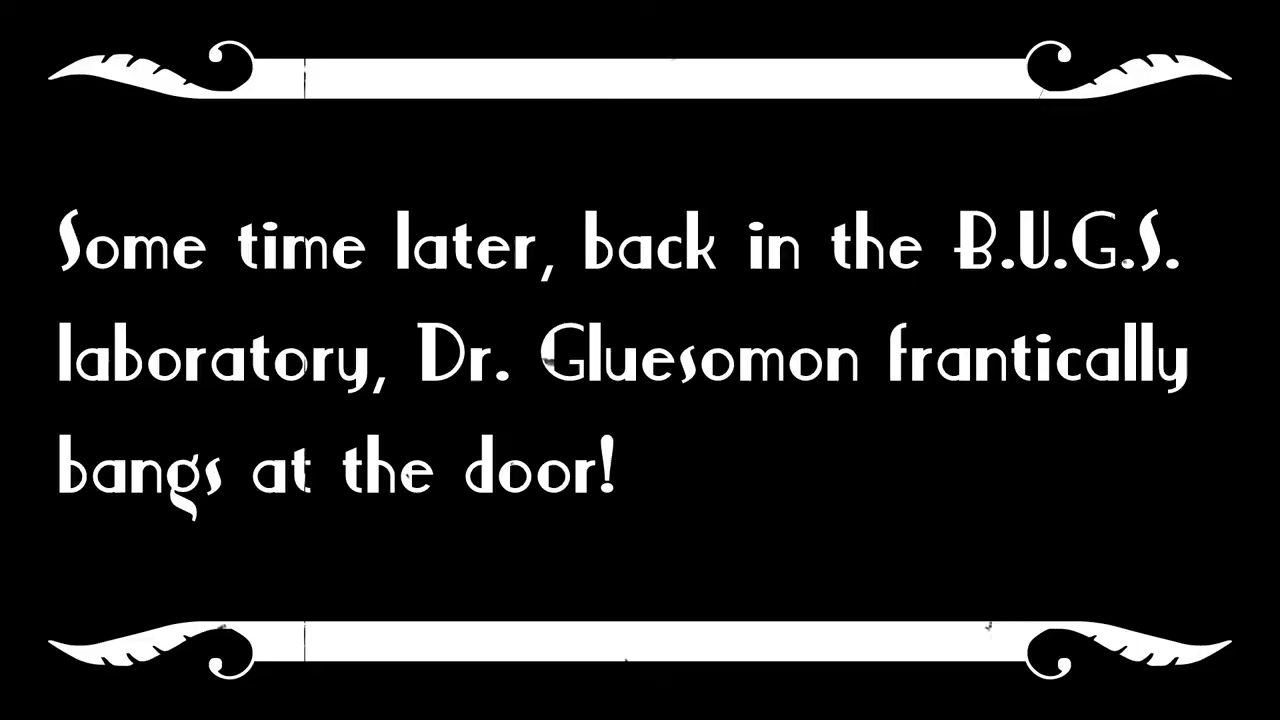 Some time later, back in the B.U.G.S.
laboratory, Dr. Gluesomon frantically
bangs at the door!